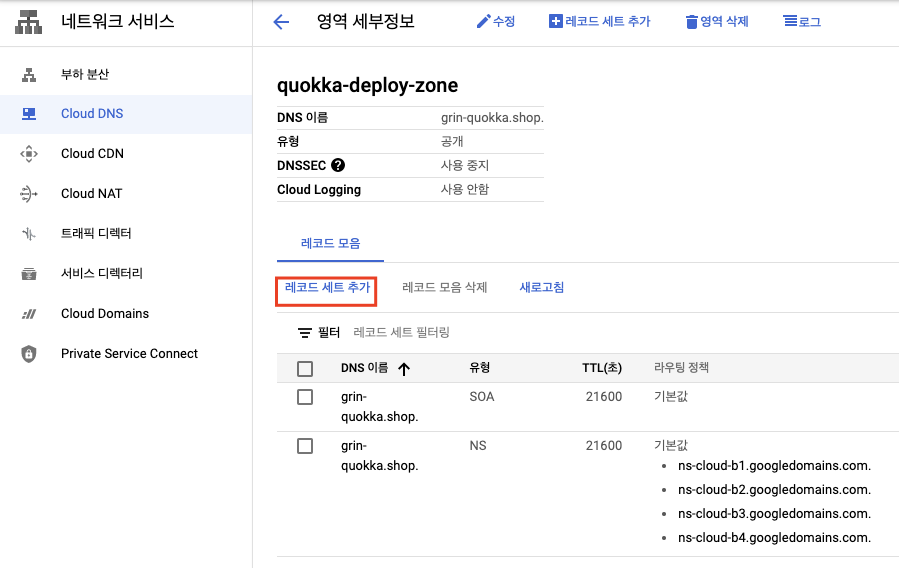 네트워크 서비스
부하 분산
Cloud DNS
Cloud CDN
Cloud NAT
트래픽 디렉터
서비스 디렉터리
Cloud Domains
Private Service Connect
영역 세부정보
수정
레코드 세트 추가
영역 삭제
로그
quokka-deploy-zone
DNS 이름 grin-quokka.shop.
유형 공개
DNSSEC ? 사용 중지
Cloud Logging 사용 안함
레코드 모음
레코드 세트 추가 레코드 모음 삭제 새로고침
필터 레코드 세트 필터링
DNS 이름 유형 TTL(초) 라우팅 정책
grin- SOA 21600 기본값
quokka.shop.
grin- NS 21600 기본값
quokka.shop.
• ns-cloud-b1.googledomains.com.
• ns-cloud-b2.googledomains.com.
• ns-cloud-b3.googledomains.com.
• ns-cloud-b4.googledomains.com.